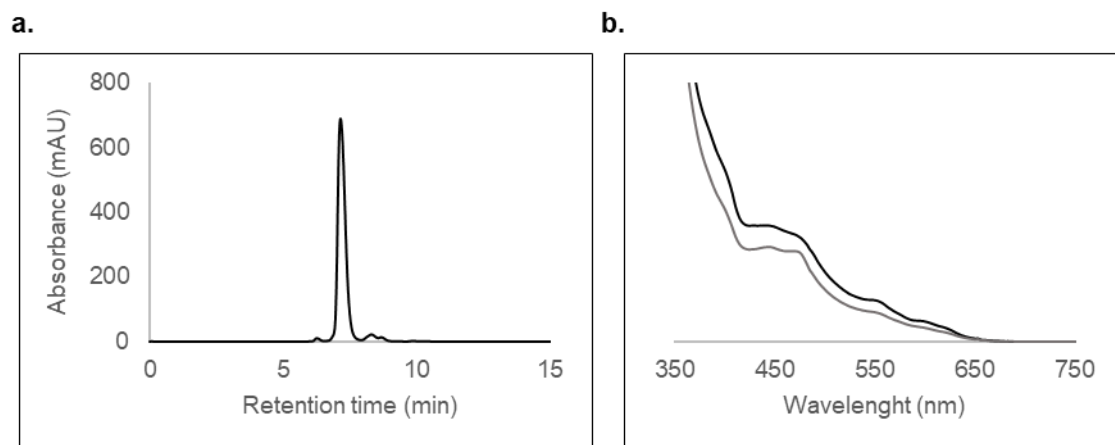 a.
b.
800
600
400
200
0
Absorbance (mAU)
0 5 10 15
Retention time (min)
350 450 550 650 750
Wavelenght (nm)